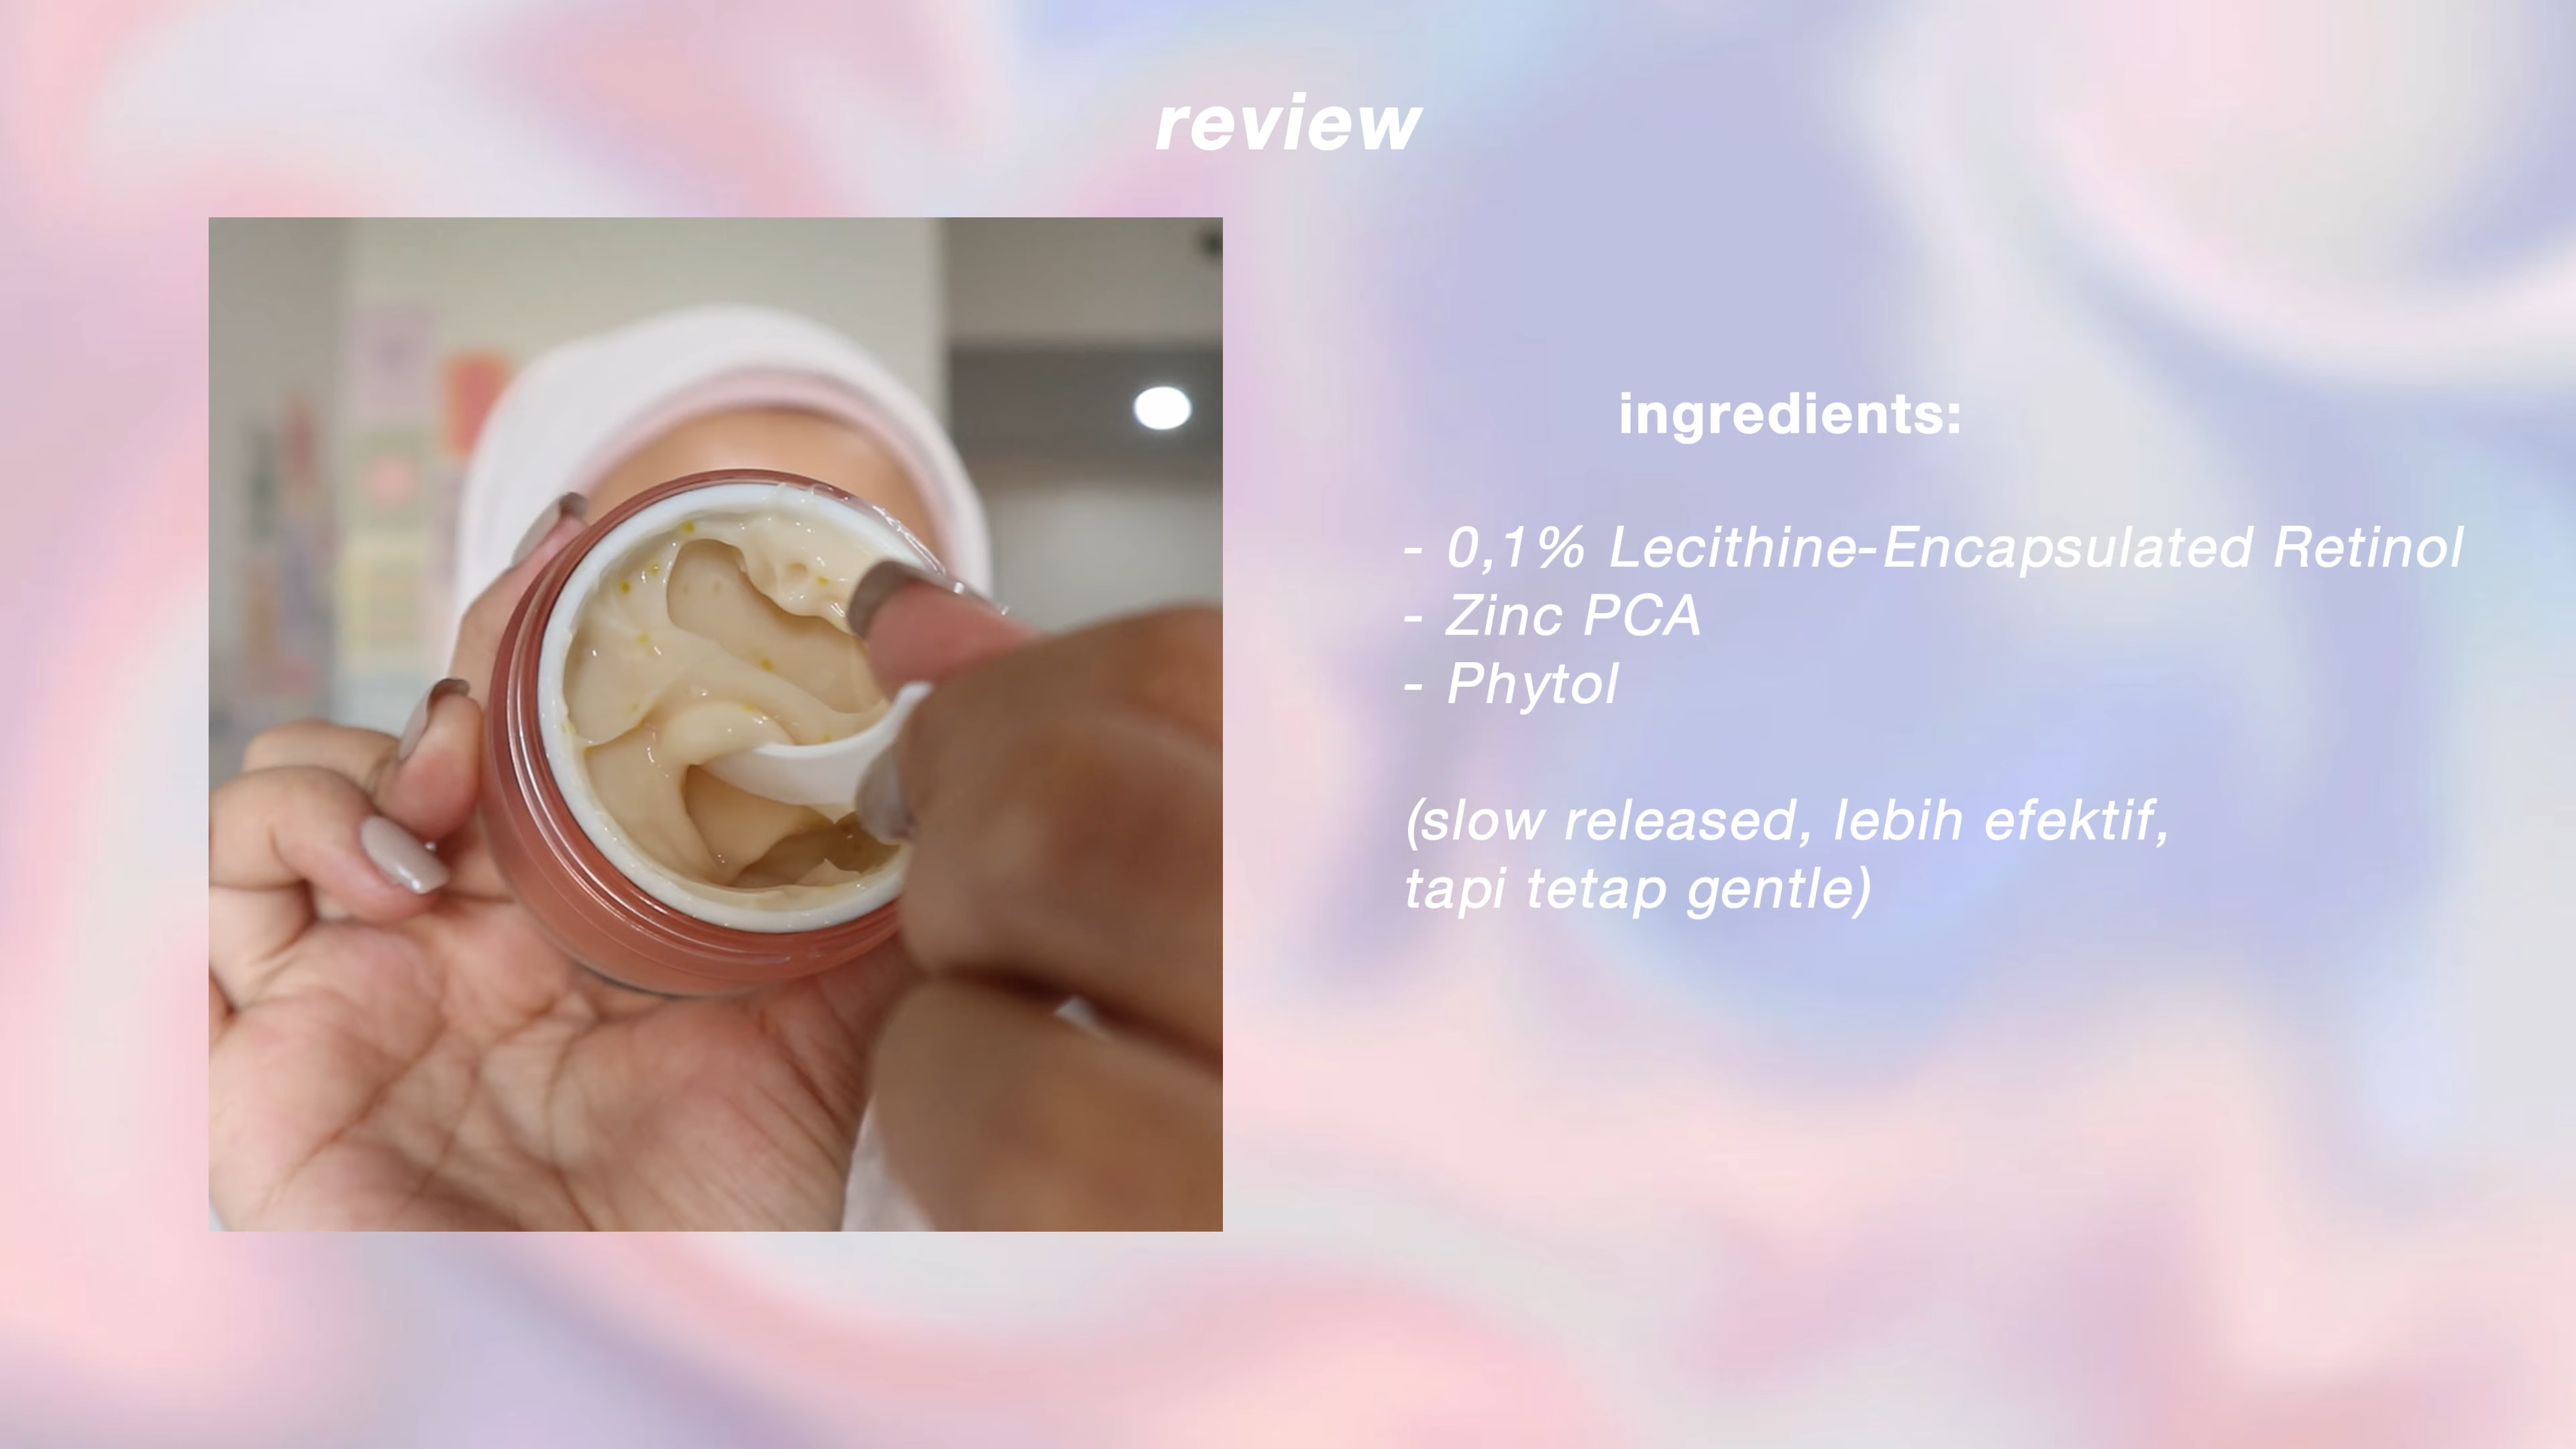 review
ingredients:
- 0,1% Lecithine-Encapsulated Retinol
- Zinc PCA
- Phytol
(slow released, lebih efektif,
tapi tetap gentle)